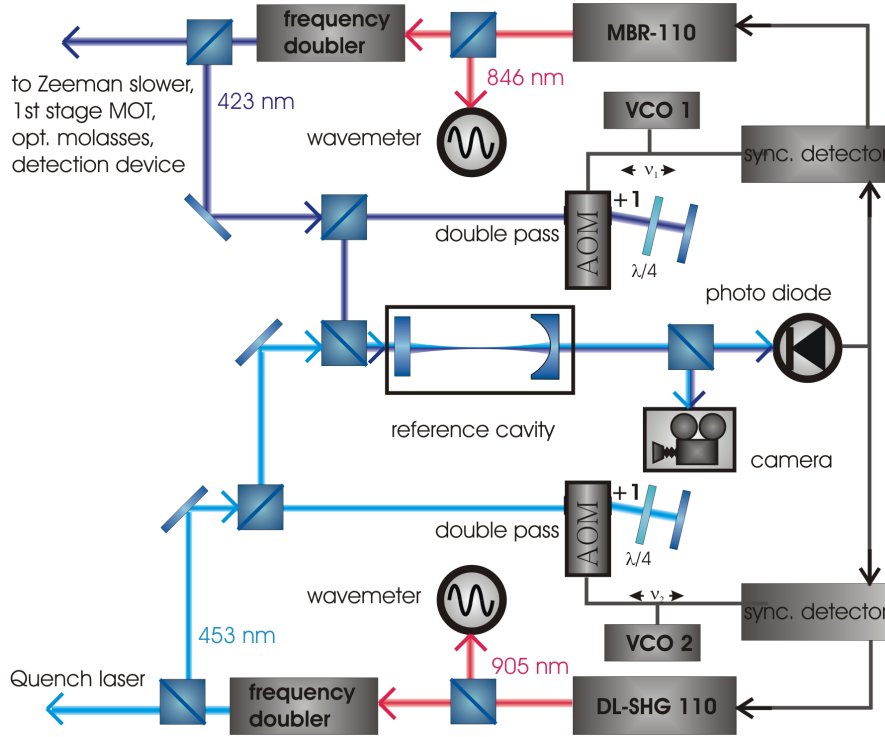 frequency
doubler
MBR-110
846 nm
to Zeeman slower,
1st stage MOT,
opt. molasses,
detection device
423 nm
wavemeter
VCO 1
sync. detector
ν₁
+1
AOM
double pass
λ/4
photo diode
reference cavity
camera
+1
AOM
double pass
λ/4
wavemeter
ν₂
sync. detector
453 nm
VCO 2
905 nm
Quench laser
frequency
doubler
DL-SHG 110